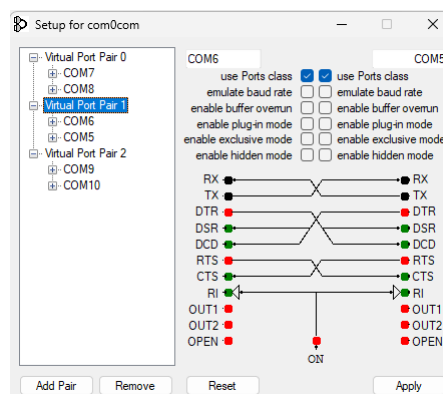 Setup for com0com
Virtual Port Pair 0
COM7
COM8
Virtual Port Pair 1
COM6
COM5
Virtual Port Pair 2
COM9
COM10
COM6 COM5
use Ports class use Ports class
emulate baud rate emulate baud rate
enable buffer overrun enable buffer overrun
enable plug-in mode enable plug-in mode
enable exclusive mode enable exclusive mode
enable hidden mode enable hidden mode
RX RX
TX TX
DTR DTR
DSR DSR
DCD DCD
RTS RTS
CTS CTS
RI RI
OUT1 OUT1
OUT2 OUT2
OPEN OPEN
ON
Add Pair Remove Reset Apply